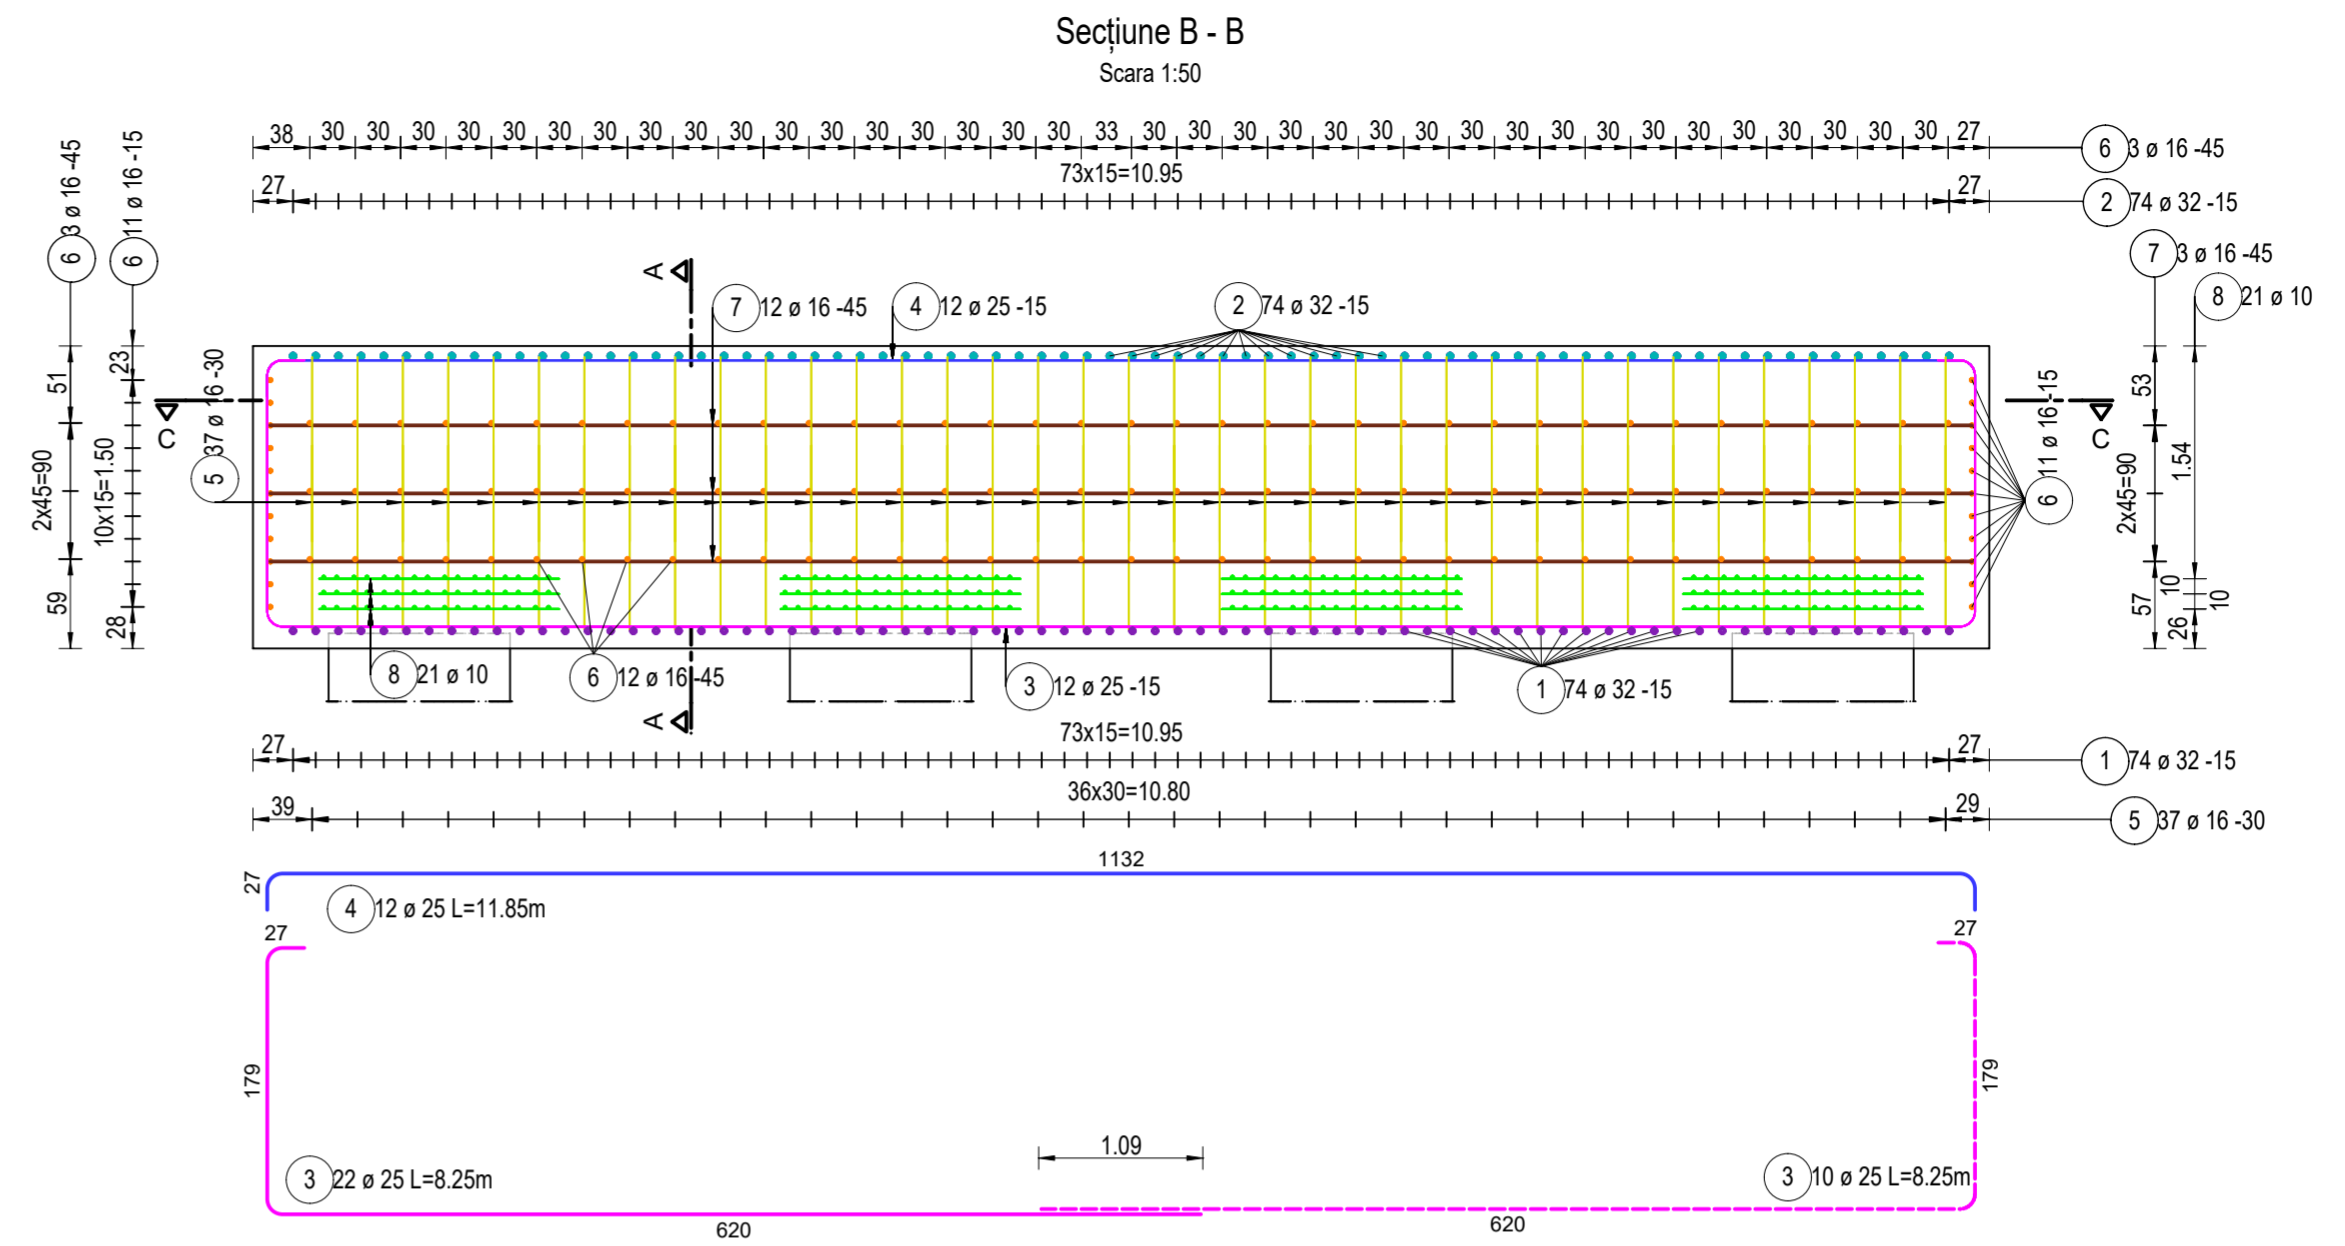 Secțiune B - B
Scara 1:50
38 30 30 30 30 30 30 30 30 30 30 30 30 30 30 30 30 30 33 30 30 30 30 30 30 30 30 30 30 30 30 30 30 30 30 30 30 27
6 3 ø 16 -45
73x15=10.95
27 27
2 74 ø 32 -15
6 3 ø 16 -45
6 11 ø 16 -15
7 3 ø 16 -45
8 21 ø 10
A
7 12 ø 16 -45
4 12 ø 25 -15
2 74 ø 32 -15
51
23
5 37 ø 16 -30
C
C
6 11 ø 16 -15
53
2x45=90
10x15=1.50
2x45=90
1.54
59
28
57
10
10
26
8 21 ø 10
6 12 ø 16 -45
3 12 ø 25 -15
1 74 ø 32 -15
A
73x15=10.95
27 27
1 74 ø 32 -15
36x30=10.80
39 29
5 37 ø 16 -30
1132
27
4 12 ø 25 L=11.85m
27 27
179 179
1.09
3 22 ø 25 L=8.25m
3 10 ø 25 L=8.25m
620 620